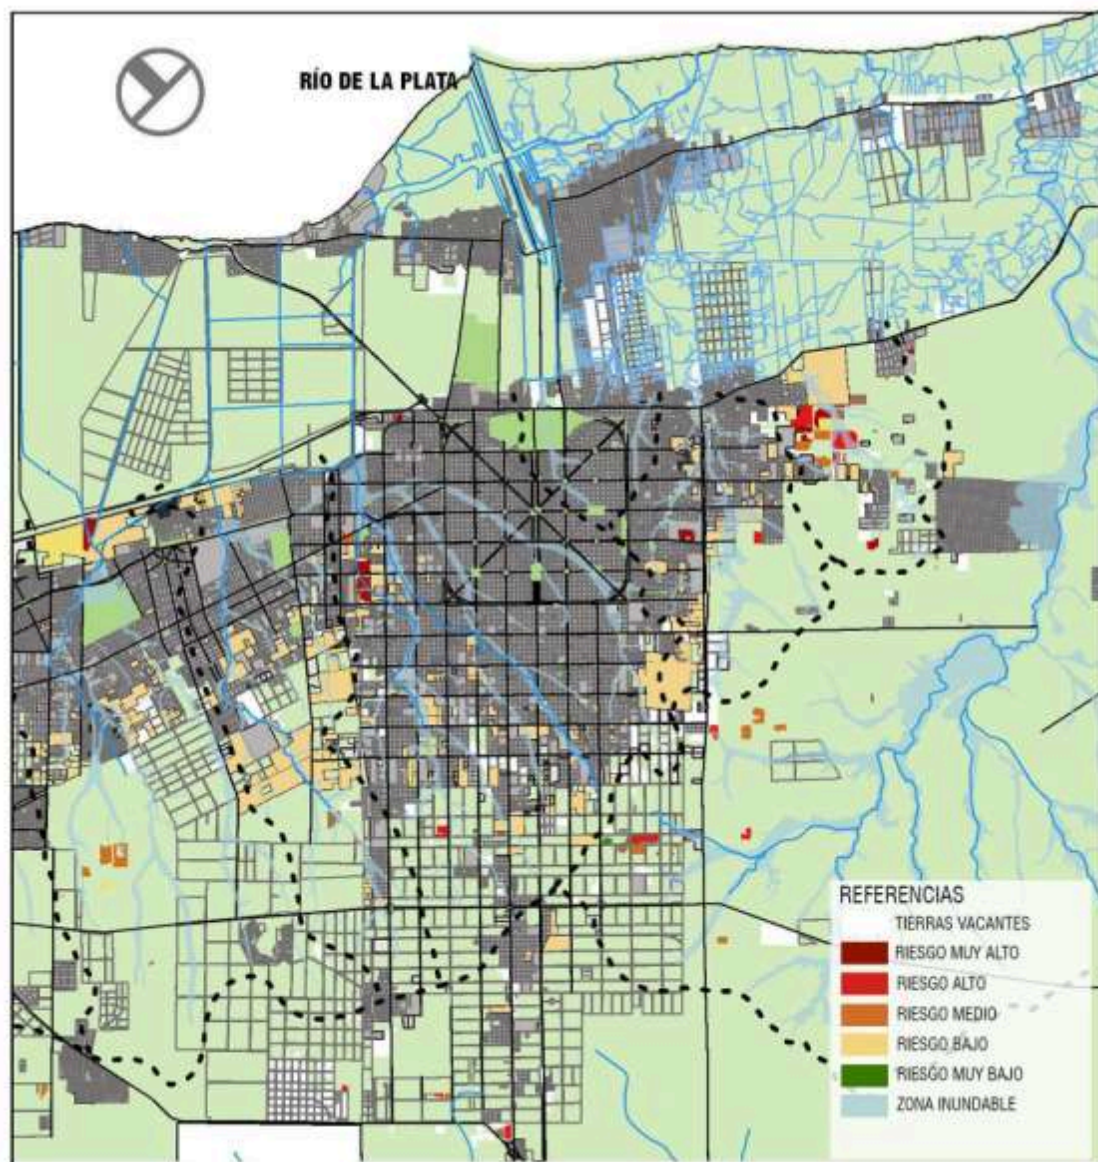 RÍO DE LA PLATA
REFERENCIAS
TIERRAS VACANTES
RIESGO MUY ALTO
RIESGO ALTO
RIESGO MEDIO
RIESGO BAJO
RIESGO MUY BAJO
ZONA INUNDABLE